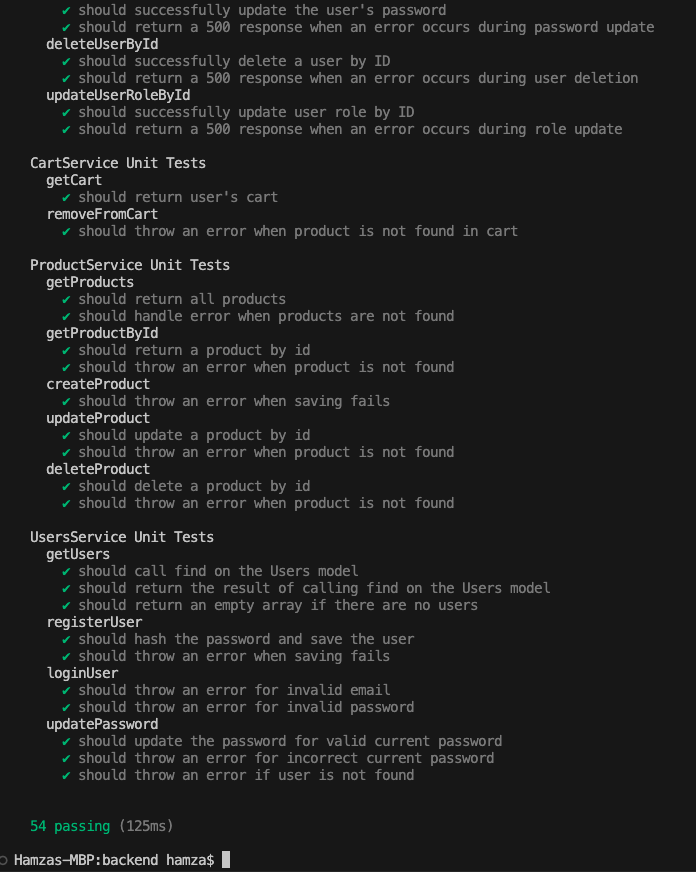 ✔ should successfully update the user's password
✔ should return a 500 response when an error occurs during password update
deleteUserById
✔ should successfully delete a user by ID
✔ should return a 500 response when an error occurs during user deletion
updateUserRoleById
✔ should successfully update user role by ID
✔ should return a 500 response when an error occurs during role update
CartService Unit Tests
getCart
✔ should return user's cart
removeFromCart
✔ should throw an error when product is not found in cart
ProductService Unit Tests
getProducts
✔ should return all products
✔ should handle error when products are not found
getProductById
✔ should return a product by id
✔ should throw an error when product is not found
createProduct
✔ should throw an error when saving fails
updateProduct
✔ should update a product by id
✔ should throw an error when product is not found
deleteProduct
✔ should delete a product by id
✔ should throw an error when product is not found
UsersService Unit Tests
getUsers
✔ should call find on the Users model
✔ should return the result of calling find on the Users model
✔ should return an empty array if there are no users
registerUser
✔ should hash the password and save the user
✔ should throw an error when saving fails
loginUser
✔ should throw an error for invalid email
✔ should throw an error for invalid password
updatePassword
✔ should update the password for valid current password
✔ should throw an error for incorrect current password
✔ should throw an error if user is not found
54 passing (125ms)
Hamzas-MBP:backend hamza$